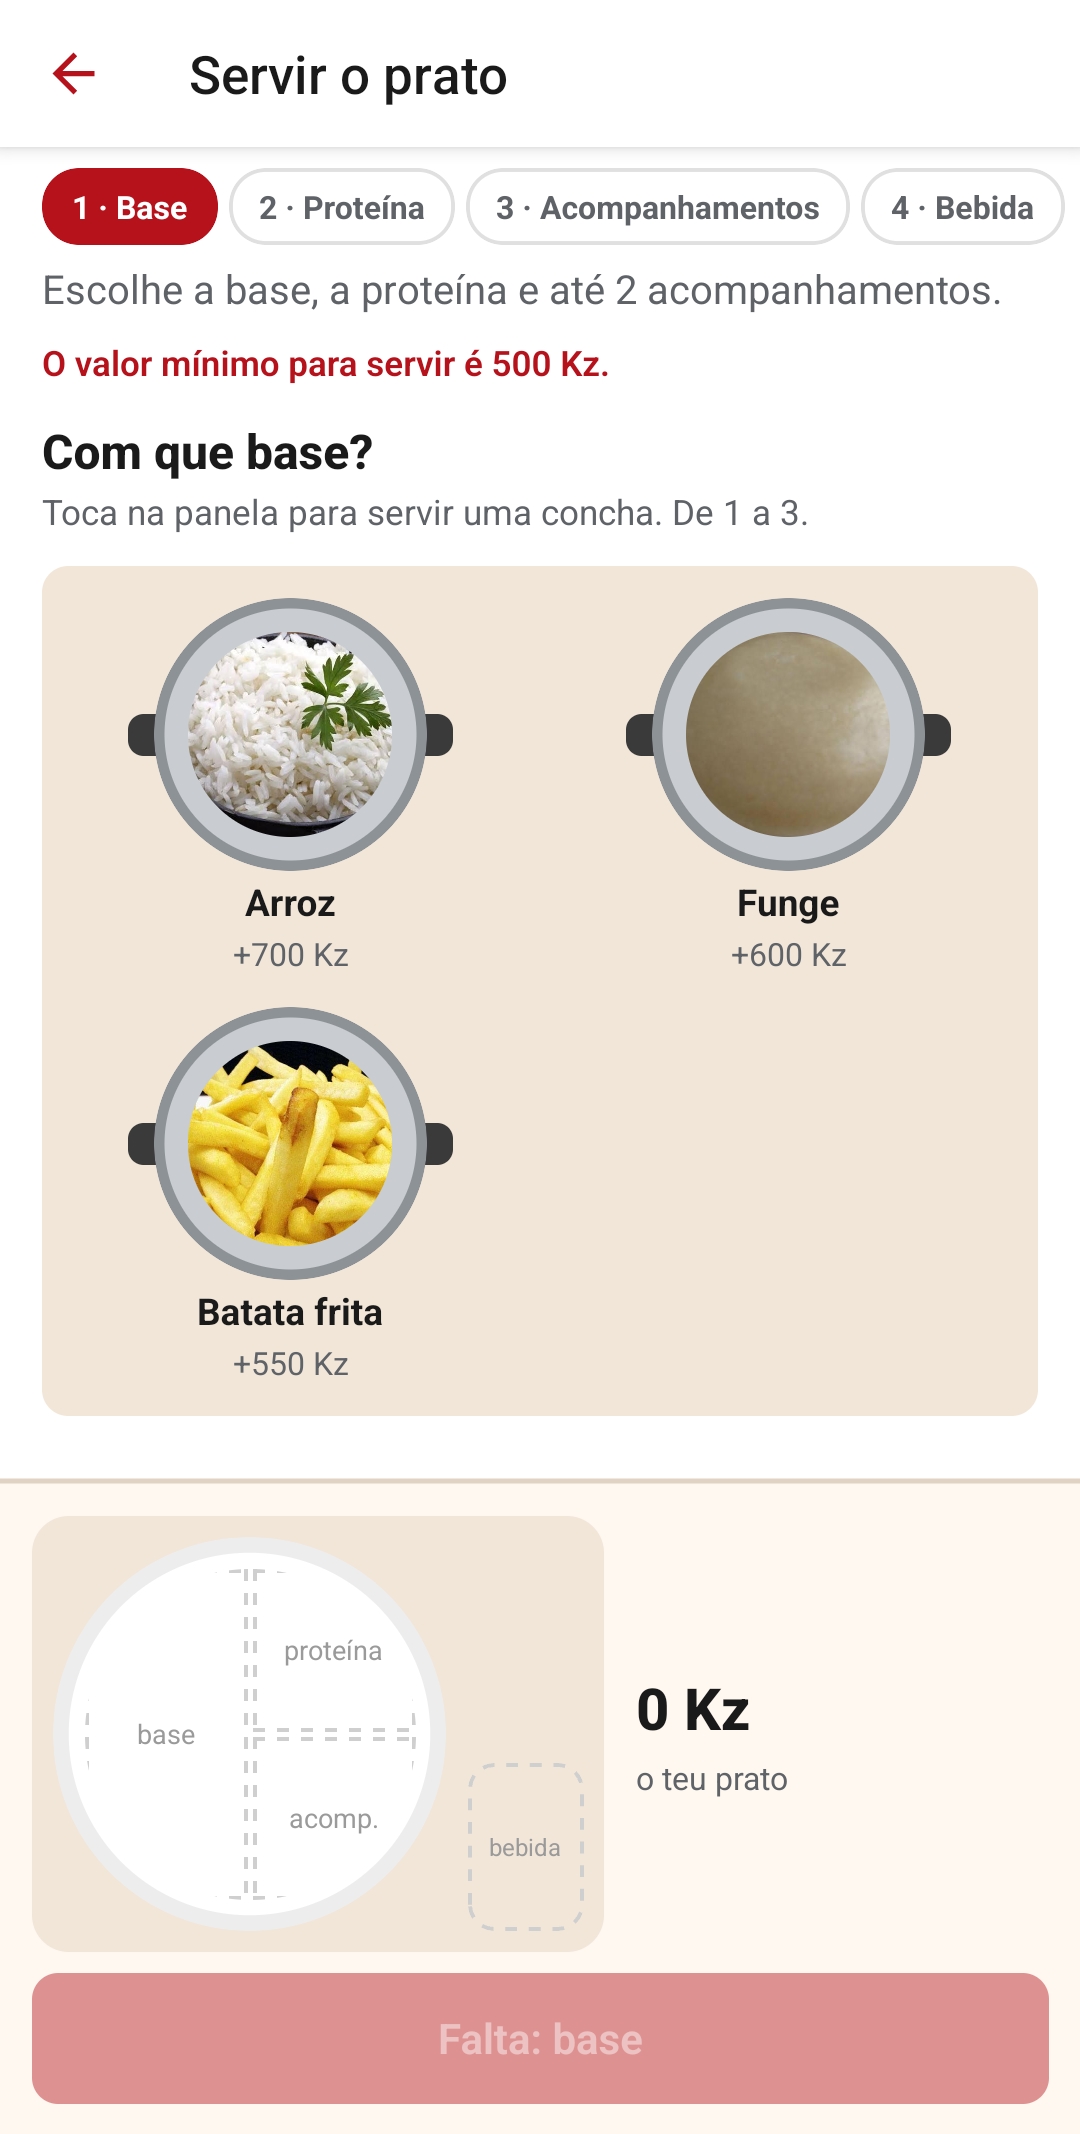 Servir o prato
1 · Base
2 · Proteína
3 · Acompanhamentos
4 · Bebida
Escolhe a base, a proteína e até 2 acompanhamentos.
O valor mínimo para servir é 500 Kz.
Com que base?
Toca na panela para servir uma concha. De 1 a 3.
Arroz
+700 Kz
Funge
+600 Kz
Batata frita
+550 Kz
base
proteína
acomp.
bebida
0 Kz
o teu prato
Falta: base